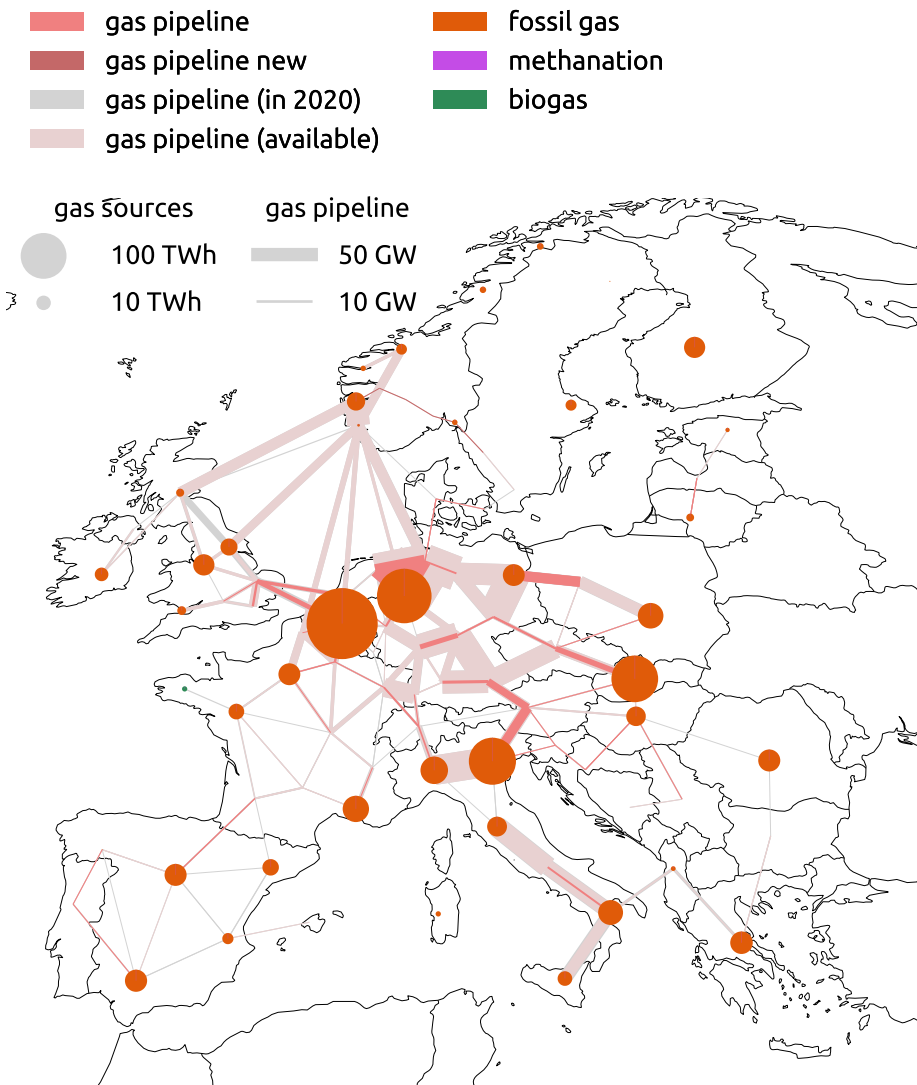 gas pipeline
gas pipeline new
gas pipeline (in 2020)
gas pipeline (available)
fossil gas
methanation
biogas
gas sources
100 TWh
10 TWh
gas pipeline
50 GW
10 GW